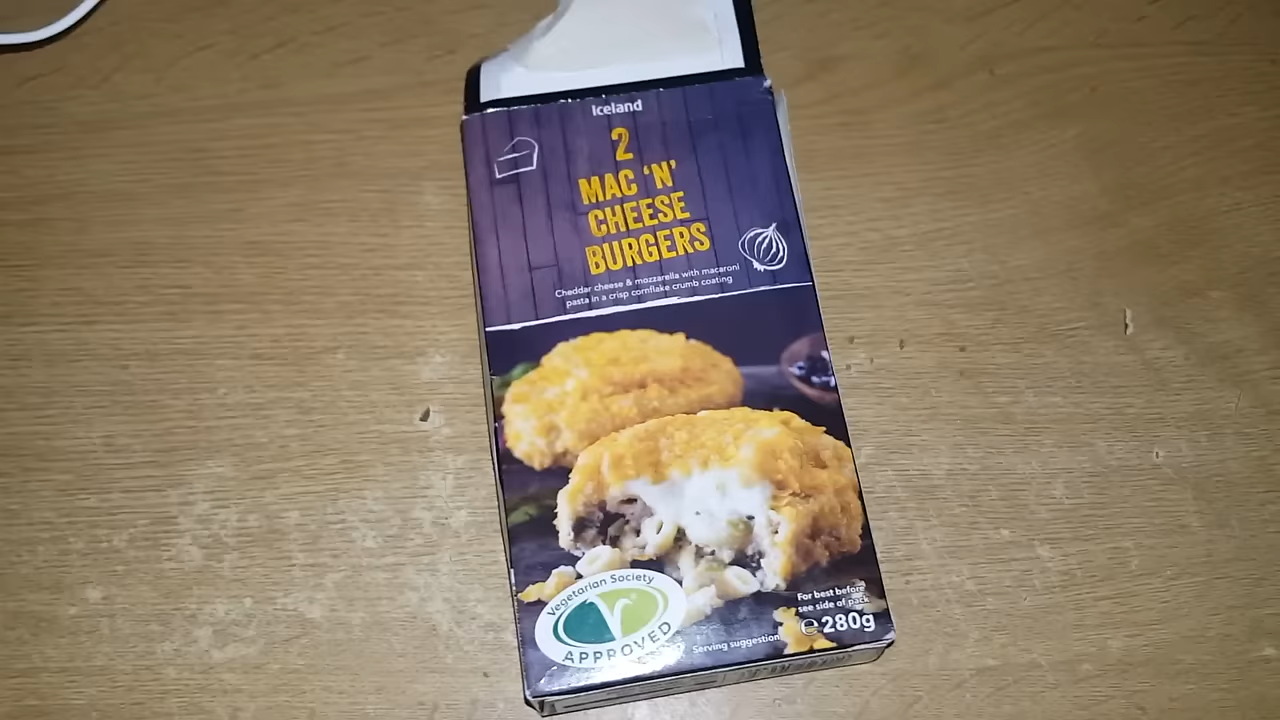 Iceland
2
MAC 'N'
CHEESE
BURGERS
Cheddar cheese & mozzarella with macaroni
pasta in a crisp cornflake crumb coating
Vegetarian Society
APPROVED
For best before
see side of pack
℮ 280g
Serving suggestion